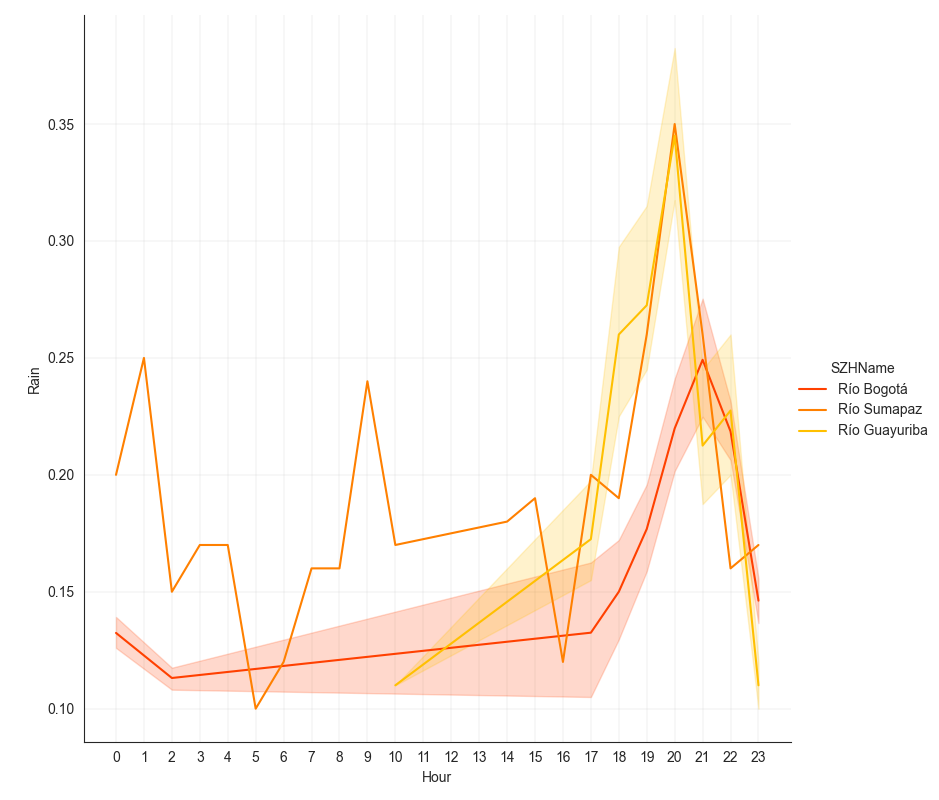 0.35
0.30
0.25
0.20
0.15
0.10
Rain
0 1 2 3 4 5 6 7 8 9 10 11 12 13 14 15 16 17 18 19 20 21 22 23
Hour
SZHName
Río Bogotá
Río Sumapaz
Río Guayuriba